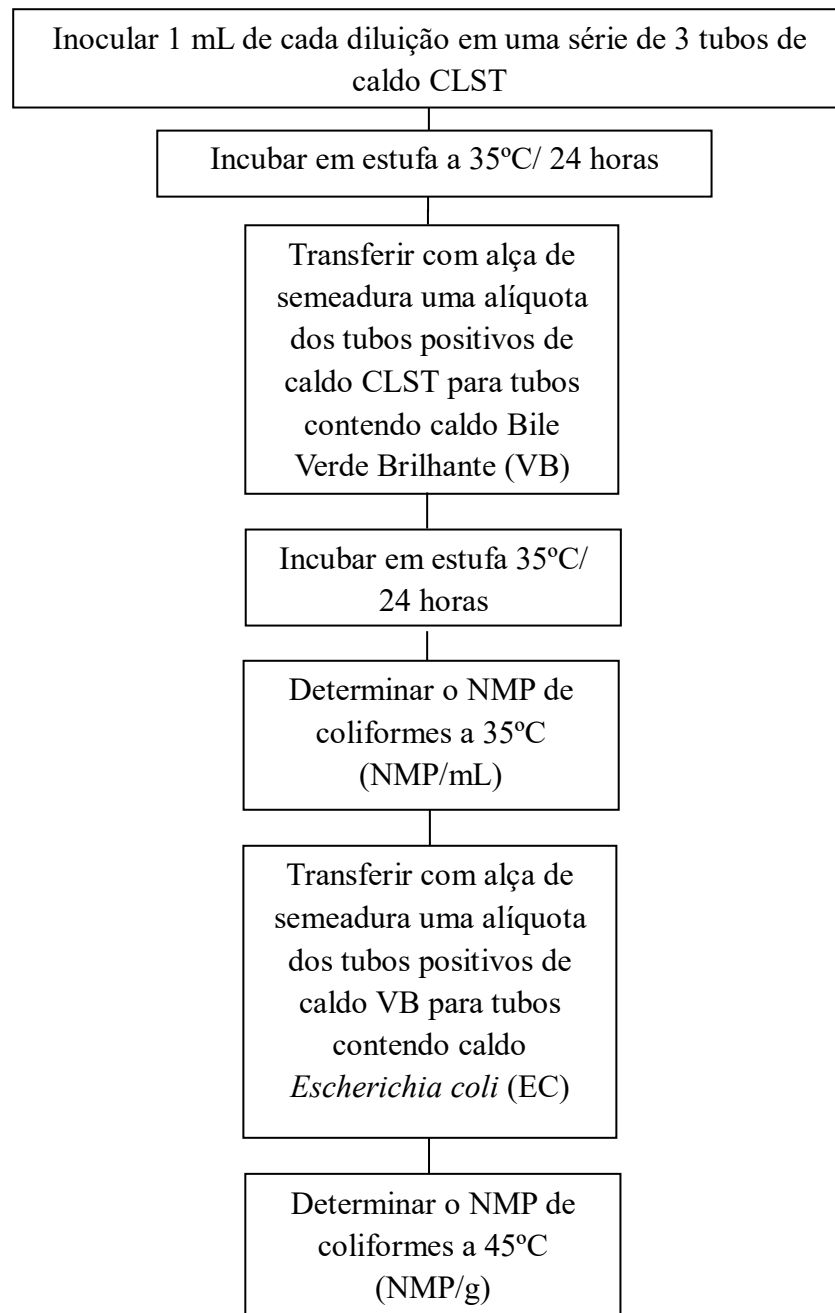 Inocular 1 mL de cada diluição em uma série de 3 tubos de
caldo CLST
Incubar em estufa a 35ºC/ 24 horas
Transferir com alça de
semeadura uma alíquota
dos tubos positivos de
caldo CLST para tubos
contendo caldo Bile
Verde Brilhante (VB)
Incubar em estufa 35ºC/
24 horas
Determinar o NMP de
coliformes a 35ºC
(NMP/mL)
Transferir com alça de
semeadura uma alíquota
dos tubos positivos de
caldo VB para tubos
contendo caldo
Escherichia coli (EC)
Determinar o NMP de
coliformes a 45ºC
(NMP/g)